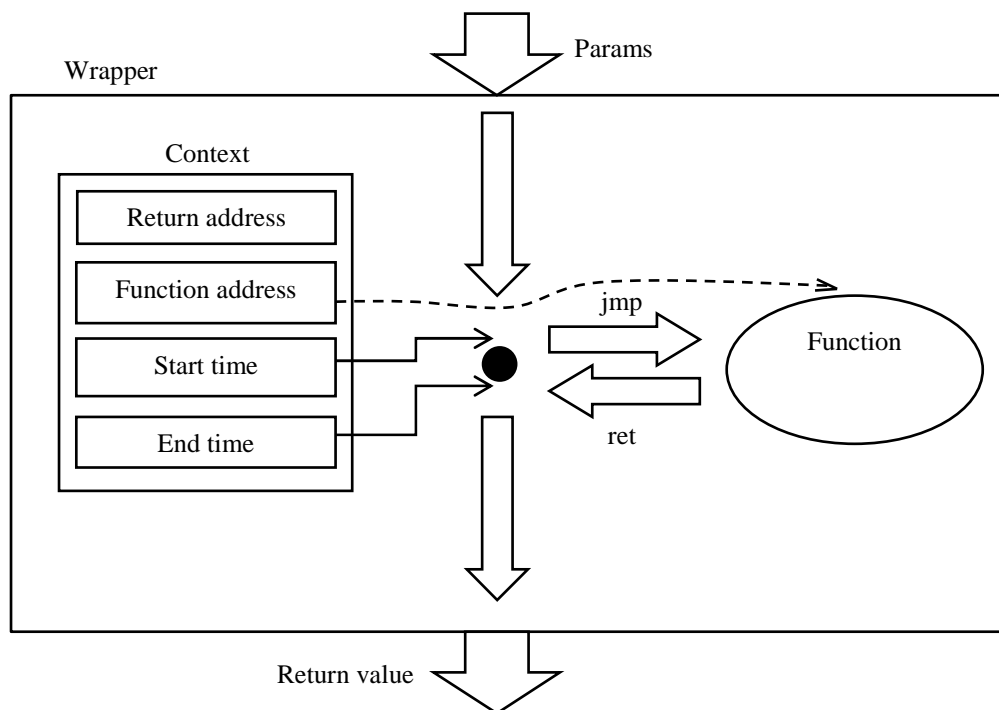 Params
Wrapper
Context
Return address
Function address
jmp
Start time
Function
ret
End time
Return value